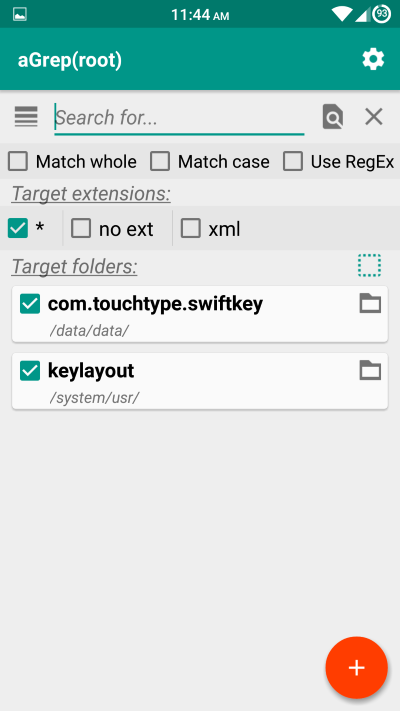 11:44 AM
93
aGrep(root)
Search for...
Match whole Match case Use RegEx
Target extensions:
* no ext xml
Target folders:
com.touchtype.swiftkey
/data/data/
keylayout
/system/usr/